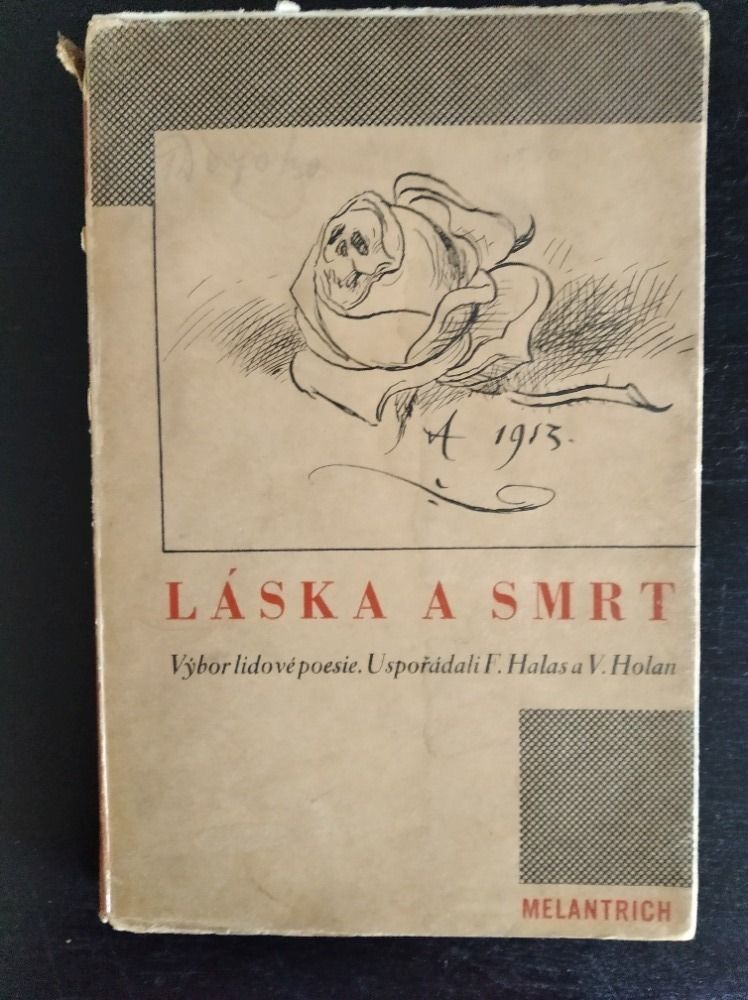 A 1913.
LÁSKA A SMRT
Výbor lidové poesie. Uspořádali F. Halas a V. Holan
MELANTRICH